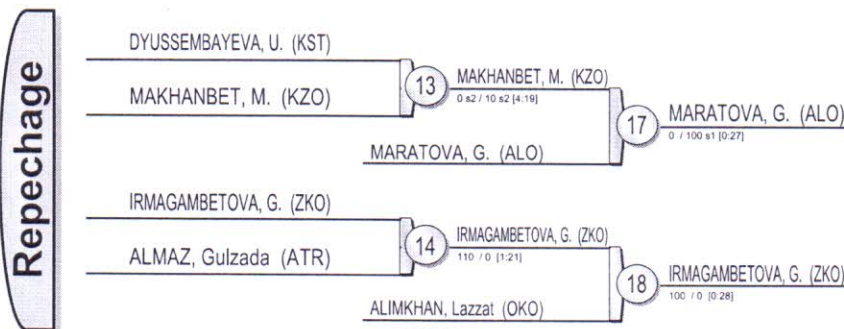 Repechage
DYUSSEMBAYEVA, U. (KST)
MAKHANBET, M. (KZO)
13
MAKHANBET, M. (KZO)
0 s2 / 10 s2 [4:19]
MARATOVA, G. (ALO)
17
MARATOVA, G. (ALO)
0 / 100 s1 [0:27]
IRMAGAMBETOVA, G. (ZKO)
ALMAZ, Gulzada (ATR)
14
IRMAGAMBETOVA, G. (ZKO)
110 / 0 [1:21]
ALIMKHAN, Lazzat (OKO)
18
IRMAGAMBETOVA, G. (ZKO)
100 / 0 [0:28]